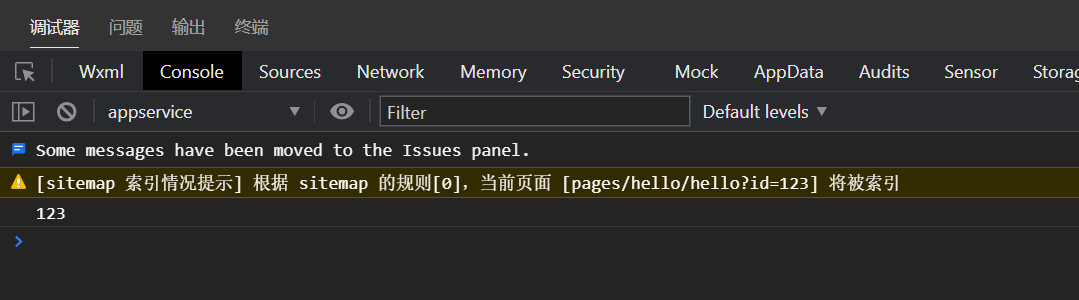 调试器 问题 输出 终端
Wxml Console Sources Network Memory Security Mock AppData Audits Sensor Storag
appservice Filter Default levels
Some messages have been moved to the Issues panel.
[sitemap 索引情况提示] 根据 sitemap 的规则[0]，当前页面 [pages/hello/hello?id=123] 将被索引
123